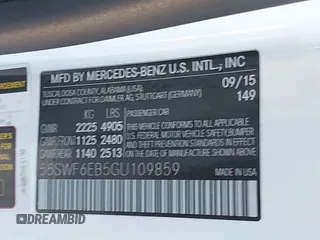 MFD BY MERCEDES-BENZ U.S. INTL., INC
TUSCALOOSA COUNTY, ALABAMA (USA)
UNDER CONTRACT FOR DAIMLER AG, STUTTGART (GERMANY)
09/15
149
KG LBS PASSENGER CAR
GVWR 2225 4905
GAWR FRONT 1125 2480
GAWR REAR 1140 2513
THIS VEHICLE CONFORMS TO ALL APPLICABLE
U.S. FEDERAL MOTOR VEHICLE SAFETY, BUMPER,
AND THEFT PREVENTION STANDARDS IN EFFECT
ON THE DATE OF MANUFACTURE SHOWN ABOVE.
55SWF6EB5GU109859
DREAMBID